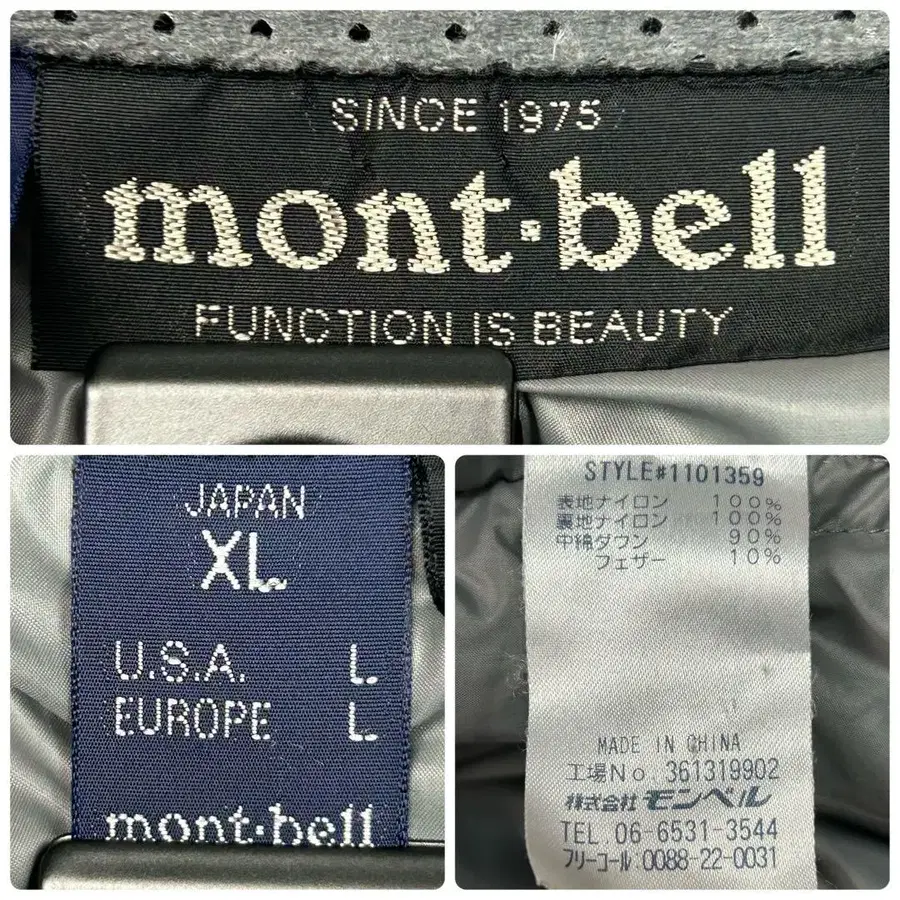 SINCE 1975
mont·bell
FUNCTION IS BEAUTY
JAPAN
XL
U.S.A. L
EUROPE L
mont·bell
STYLE#1101359
表地ナイロン 100%
裏地ナイロン 100%
中綿ダウン 90%
フェザー 10%
MADE IN CHINA
工場No. 361319902
株式会社 モンベル
TEL. 06-6531-3544
フリーコール. 0088-22-0031